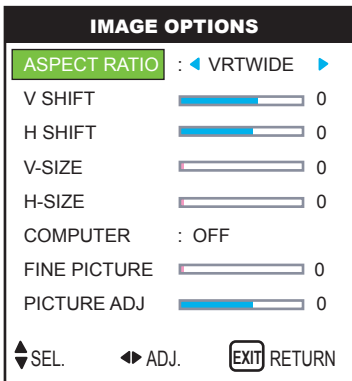 IMAGE OPTIONS
ASPECT RATIO : VRTWIDE
V SHIFT 0
H SHIFT 0
V-SIZE 0
H-SIZE 0
COMPUTER : OFF
FINE PICTURE 0
PICTURE ADJ 0
SEL. ADJ. EXIT RETURN